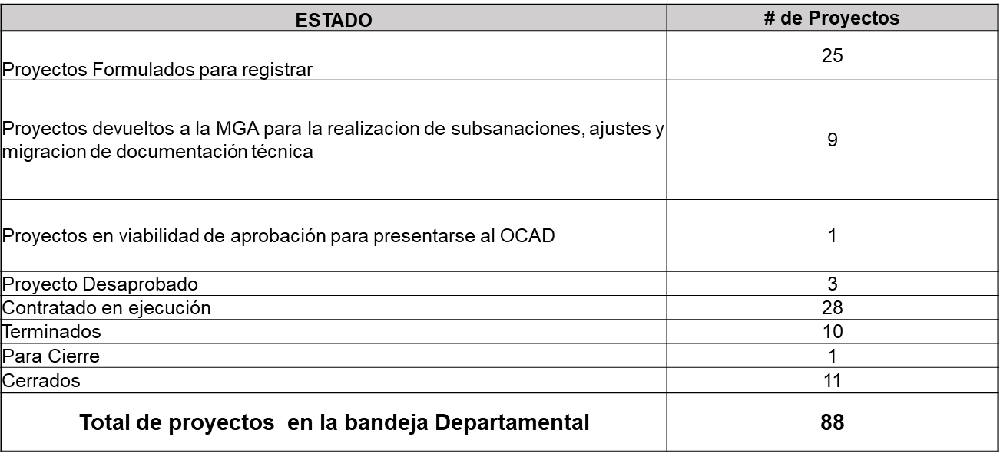 ESTADO # de Proyectos
Proyectos Formulados para registrar 25
Proyectos devueltos a la MGA para la realizacion de subsanaciones, ajustes y
migracion de documentación técnica 9
Proyectos en viabilidad de aprobación para presentarse al OCAD 1
Proyecto Desaprobado 3
Contratado en ejecución 28
Terminados 10
Para Cierre 1
Cerrados 11
Total de proyectos en la bandeja Departamental 88